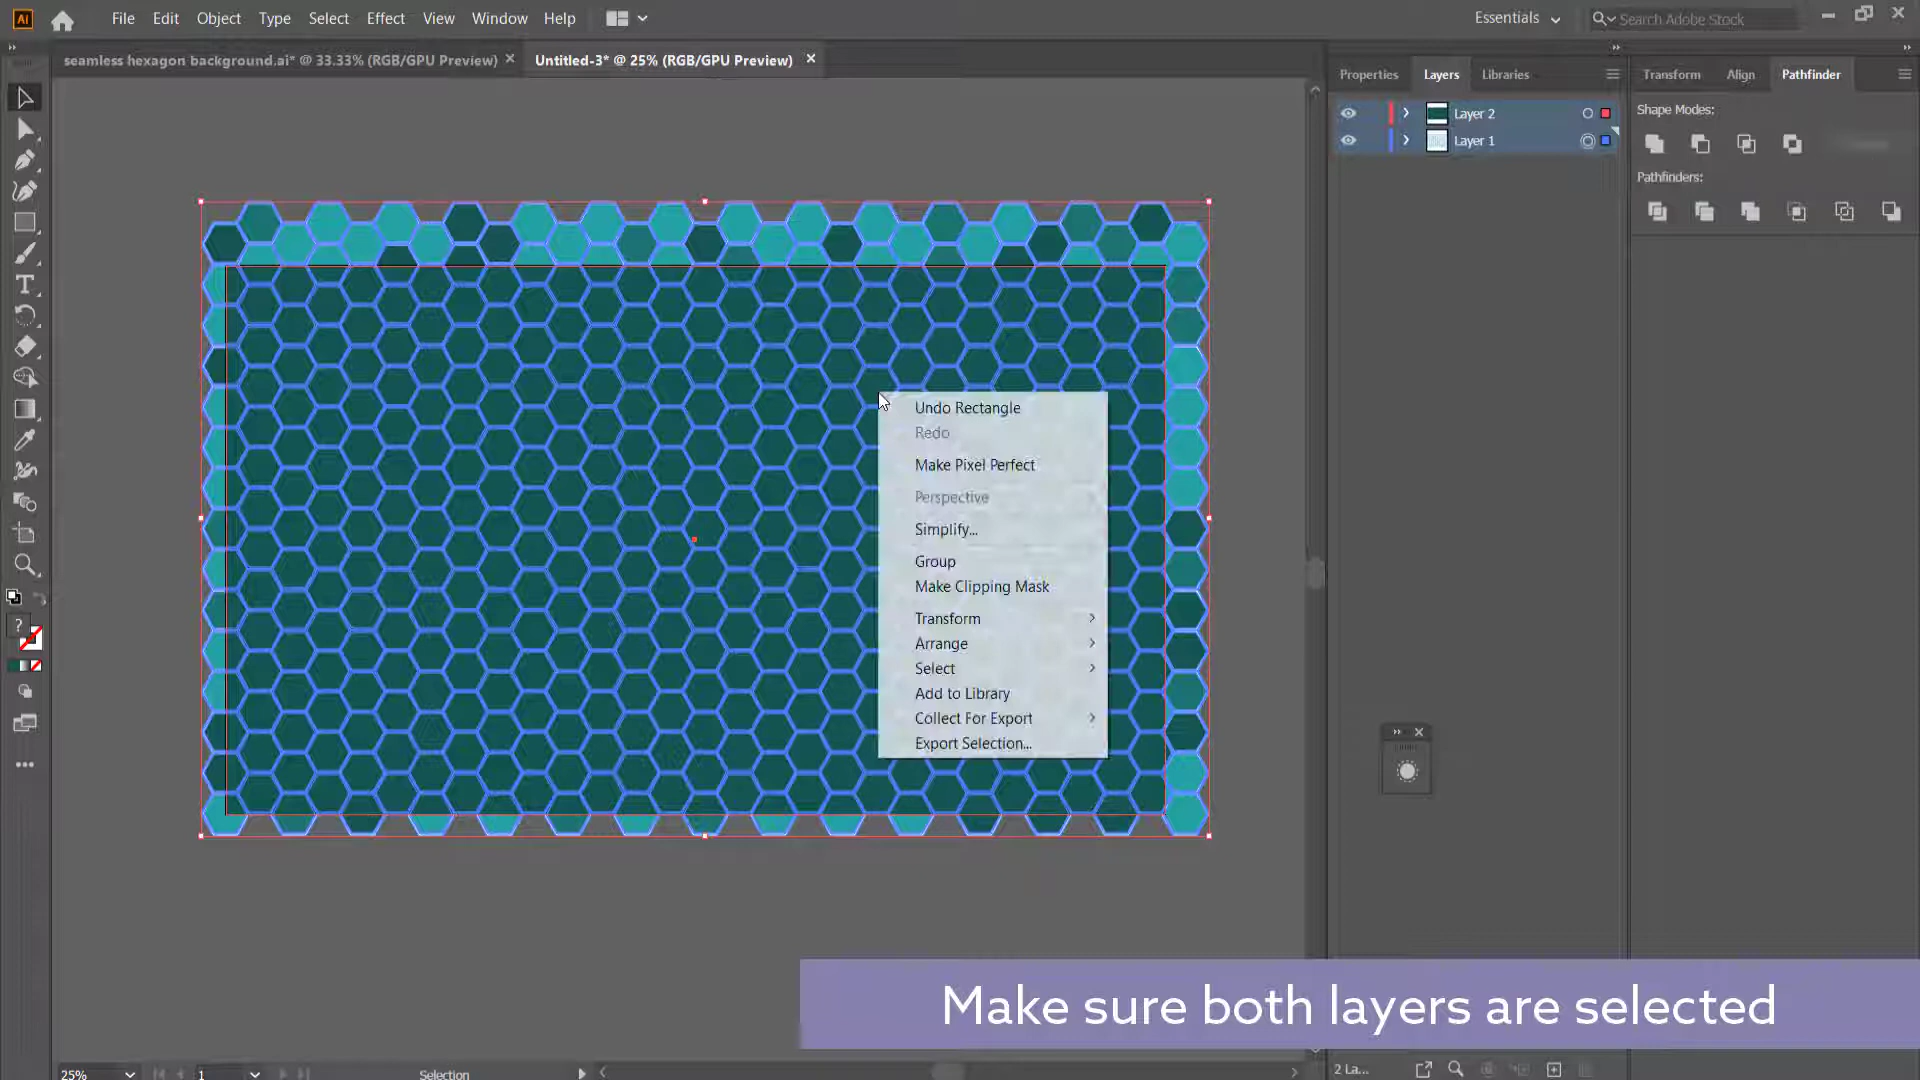 Ai
File Edit Object Type Select Effect View Window Help
Essentials
Search Adobe Stock
seamless hexagon background.ai* @ 33.33% (RGB/GPU Preview)
Untitled-3* @ 25% (RGB/GPU Preview)
Properties Layers Libraries
Layer 2
Layer 1
Transform Align Pathfinder
Shape Modes:
Pathfinders:
Undo Rectangle
Redo
Make Pixel Perfect
Perspective
Simplify...
Group
Make Clipping Mask
Transform
Arrange
Select
Add to Library
Collect For Export
Export Selection...
?
Make sure both layers are selected
25%
1
Selection
2 La...